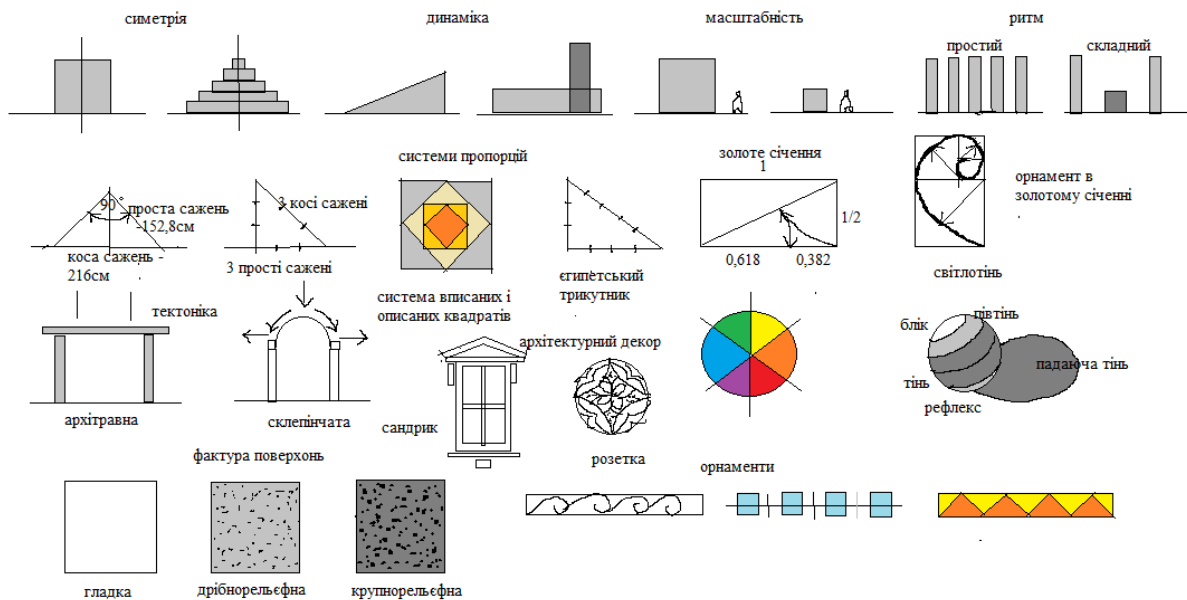 симетрія
динаміка
масштабність
ритм
простий
складний
системи пропорцій
золоте січення
1
90°
проста сажень
-152,8см
3 косі сажені
1/2
орнамент в
золотому січенні
коса сажень -
216см
3 прості сажені
єгипетський
трикутник
0,618
0,382
світлотінь
система вписаних і
описаних квадратів
тектоніка
архітектурний декор
блік
півтінь
падаюча тінь
тінь
рефлекс
архітравна
склепінчата
сандрик
розетка
фактура поверхонь
орнаменти
гладка
дрібнорельєфна
крупнорельєфна